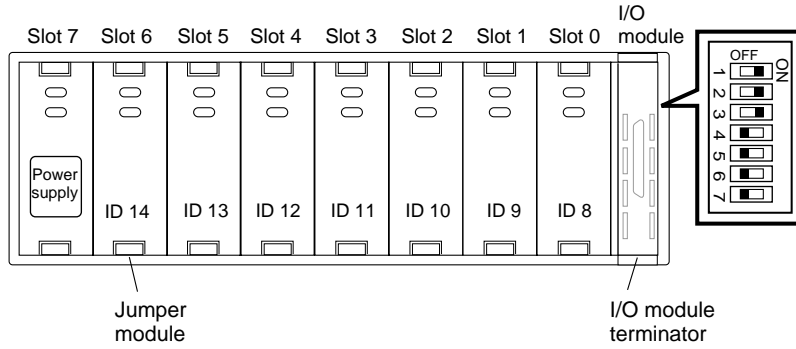 Slot 7 Slot 6 Slot 5 Slot 4 Slot 3 Slot 2 Slot 1 Slot 0
I/O
module
OFF
ON
1
2
3
4
5
6
7
Power
supply
ID 14 ID 13 ID 12 ID 11 ID 10 ID 9 ID 8
Jumper
module
I/O module
terminator